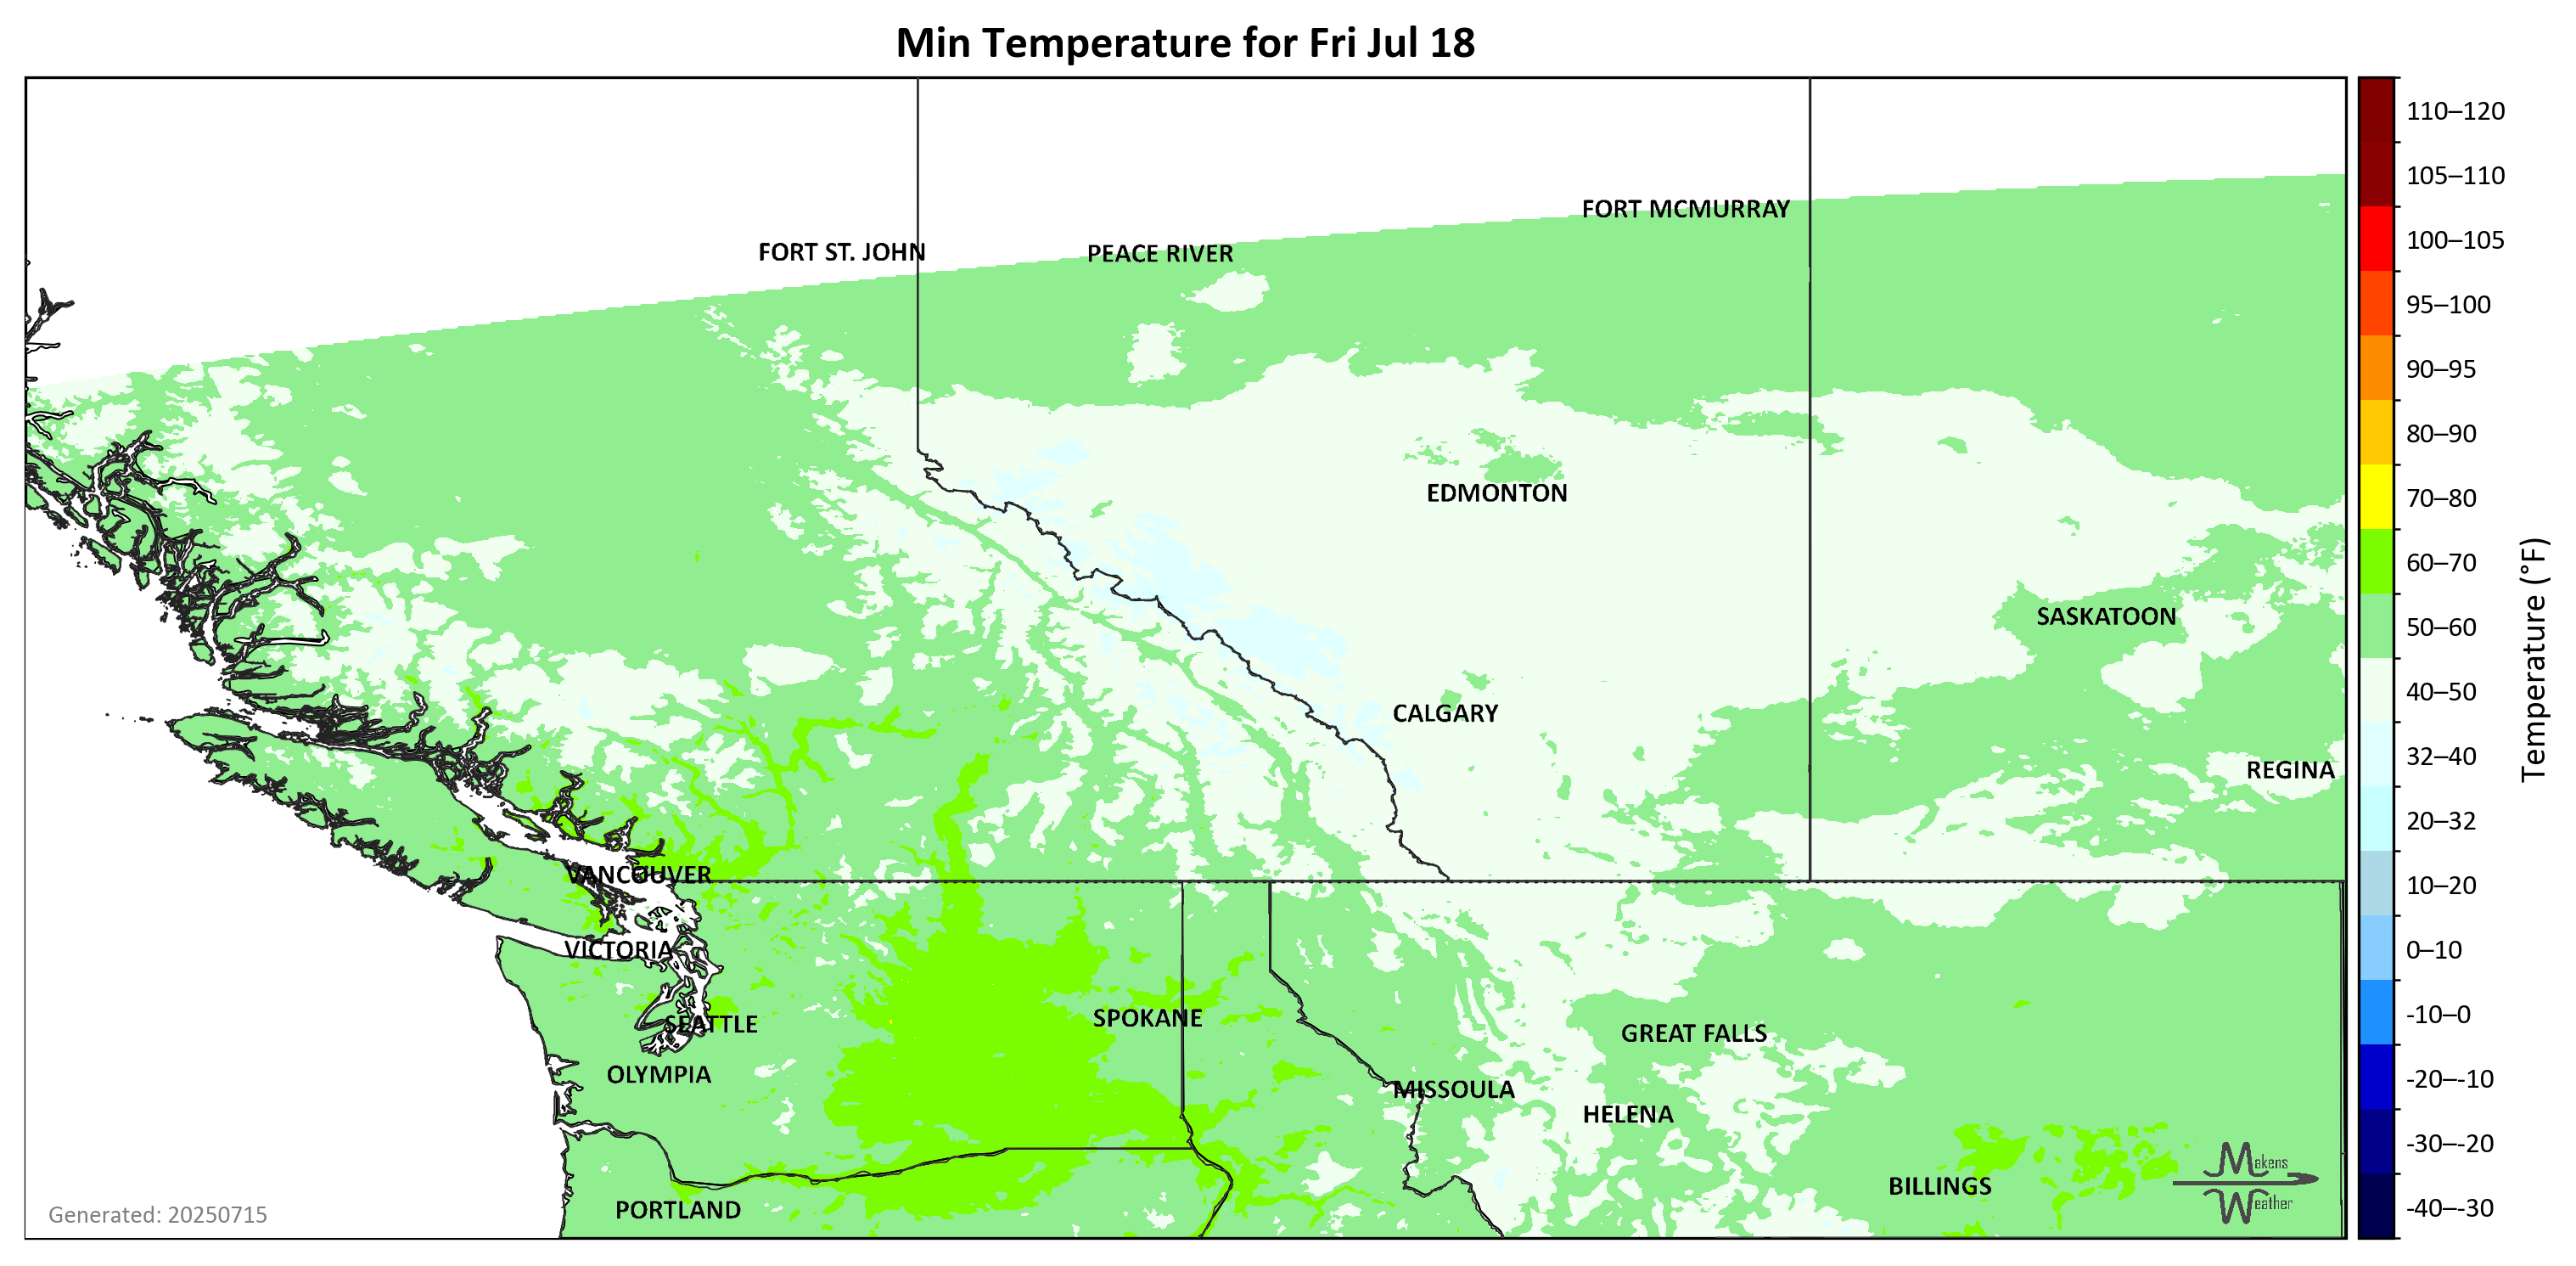 Min Temperature for Fri Jul 18
110–120
105–110
100–105
95–100
90–95
80–90
70–80
60–70
50–60
40–50
32–40
20–32
10–20
0–10
-10–0
-20–-10
-30–-20
-40–-30
Temperature (°F)
FORT MCMURRAY
FORT ST. JOHN
PEACE RIVER
EDMONTON
SASKATOON
CALGARY
REGINA
VANCOUVER
VICTORIA
SEATTLE
SPOKANE
GREAT FALLS
OLYMPIA
MISSOULA
HELENA
BILLINGS
PORTLAND
Makens
Weather
Generated: 20250715